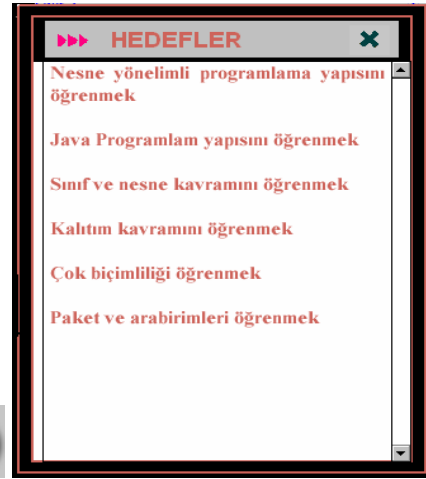 HEDEFLER
Nesne yönelimli programlama yapısını
öğrenmek
Java Programlam yapısını öğrenmek
Sınıf ve nesne kavramını öğrenmek
Kalıtım kavramını öğrenmek
Çok biçimliliği öğrenmek
Paket ve arabirimleri öğrenmek